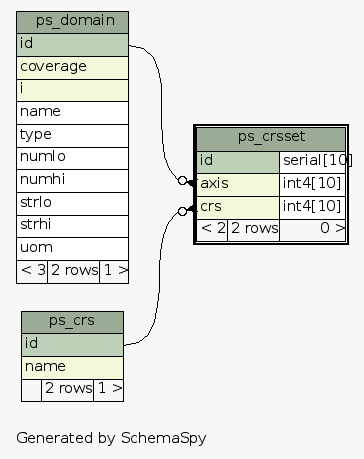 ps_domain
id
coverage
i
name
type
numlo
numhi
strlo
strhi
uom
< 3 2 rows 1 >
ps_crsset
id serial[10]
axis int4[10]
crs int4[10]
< 2 2 rows 0 >
ps_crs
id
name
2 rows 1 >
Generated by SchemaSpy